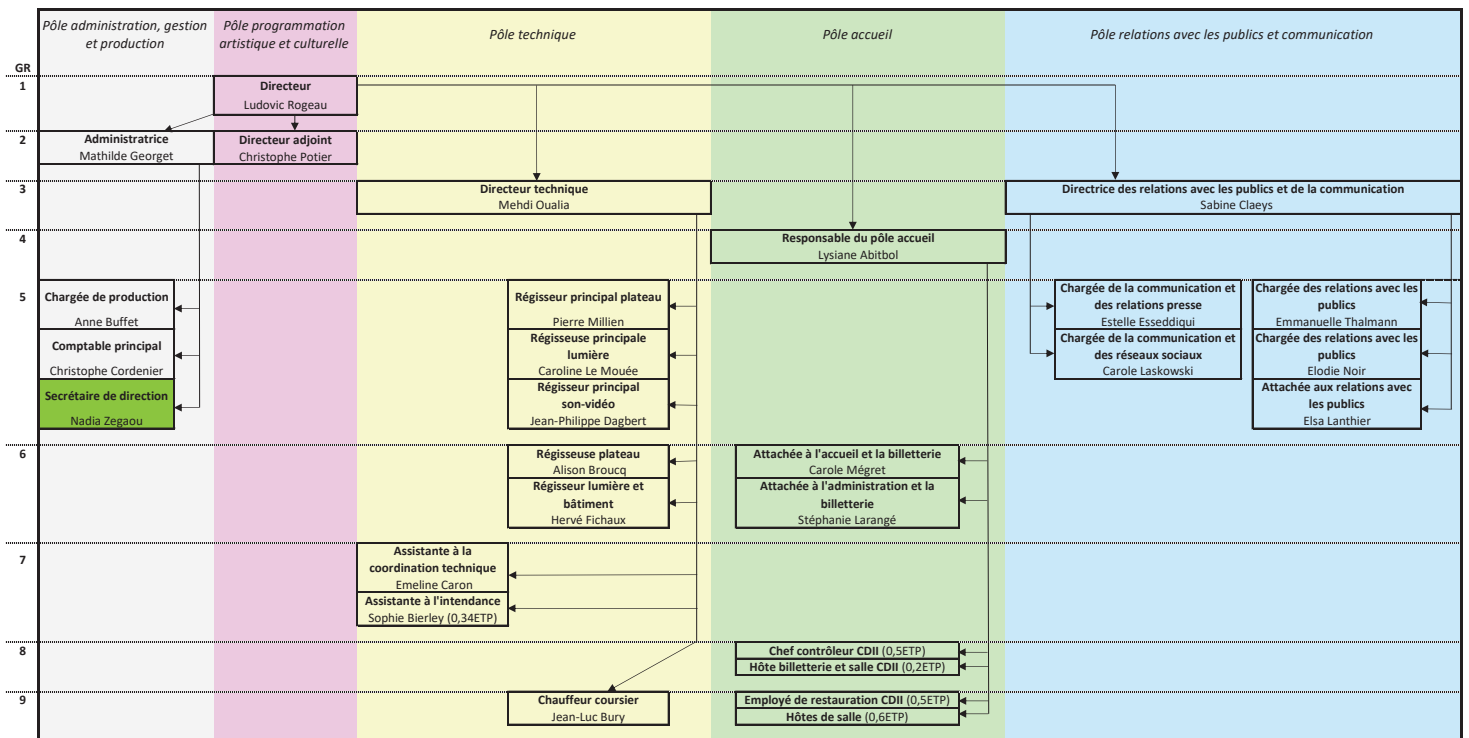 Pôle administration, gestion
et production
Pôle programmation
artistique et culturelle
Pôle technique
Pôle accueil
Pôle relations avec les publics et communication
GR
1
Directeur
Ludovic Rogeau
2
Administratrice
Mathilde Georget
Directeur adjoint
Christophe Potier
3
Directeur technique
Mehdi Oualia
Directrice des relations avec les publics et de la communication
Sabine Claeys
4
Responsable du pôle accueil
Lysiane Abitbol
5
Chargée de production
Anne Buffet
Comptable principal
Christophe Cordenier
Secrétaire de direction
Nadia Zegaou
Régisseur principal plateau
Pierre Millien
Régisseuse principale
lumière
Caroline Le Mouée
Régisseur principal
son-vidéo
Jean-Philippe Dagbert
Chargée de la communication et
des relations presse
Estelle Esseddiqui
Chargée de la communication et
des réseaux sociaux
Carole Laskowski
Chargée des relations avec les
publics
Emmanuelle Thalmann
Chargée des relations avec les
publics
Elodie Noir
Attachée aux relations avec
les publics
Elsa Lanthier
6
Régisseuse plateau
Alison Broucq
Régisseur lumière et
bâtiment
Hervé Fichaux
Attachée à l'accueil et la billetterie
Carole Mégret
Attachée à l'administration et la
billetterie
Stéphanie Larangé
7
Assistante à la
coordination technique
Emeline Caron
Assistante à l'intendance
Sophie Bierley (0,34ETP)
8
Chef contrôleur CDII (0,5ETP)
Hôte billetterie et salle CDII (0,2ETP)
9
Chauffeur coursier
Jean-Luc Bury
Employé de restauration CDII (0,5ETP)
Hôtes de salle (0,6ETP)